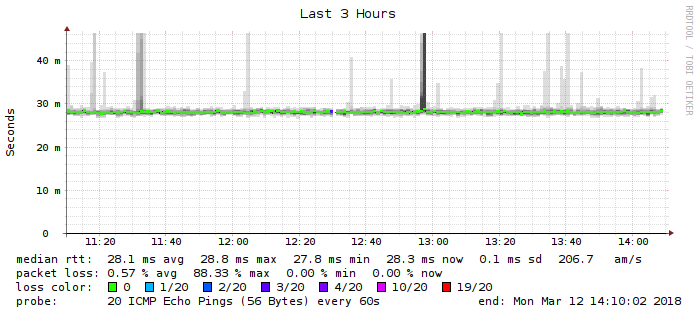 Last 3 Hours
RRDTOOL / TOBI OETIKER
Seconds
40 m
30 m
20 m
10 m
0
11:20 11:40 12:00 12:20 12:40 13:00 13:20 13:40 14:00
median rtt: 28.1 ms avg 28.8 ms max 27.8 ms min 28.3 ms now 0.1 ms sd 206.7 am/s
packet loss: 0.57 % avg 88.33 % max 0.00 % min 0.00 % now
loss color: 0 1/20 2/20 3/20 4/20 10/20 19/20
probe: 20 ICMP Echo Pings (56 Bytes) every 60s end: Mon Mar 12 14:10:02 2018